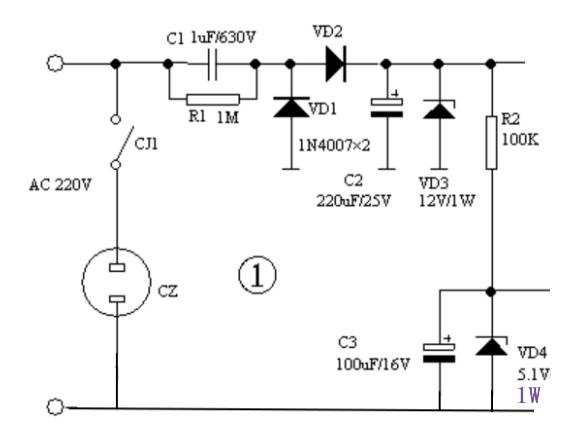 C1 1uF/630V
VD2
R1 1M
VD1
1N4007×2
R2
100K
CJ1
AC 220V
C2
220uF/25V
VD3
12V/1W
CZ
①
C3
100uF/16V
VD4
5.1V
1W
+
+